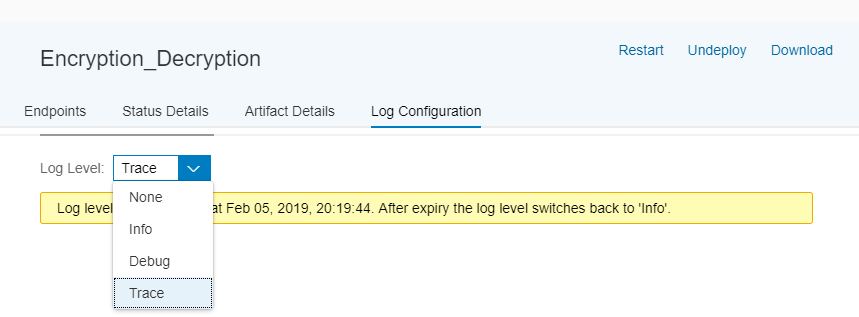 Encryption_Decryption
Restart Undeploy Download
Endpoints Status Details Artifact Details Log Configuration
Log Level: Trace
Log level at Feb 05, 2019, 20:19:44. After expiry the log level switches back to 'Info'.
None
Info
Debug
Trace